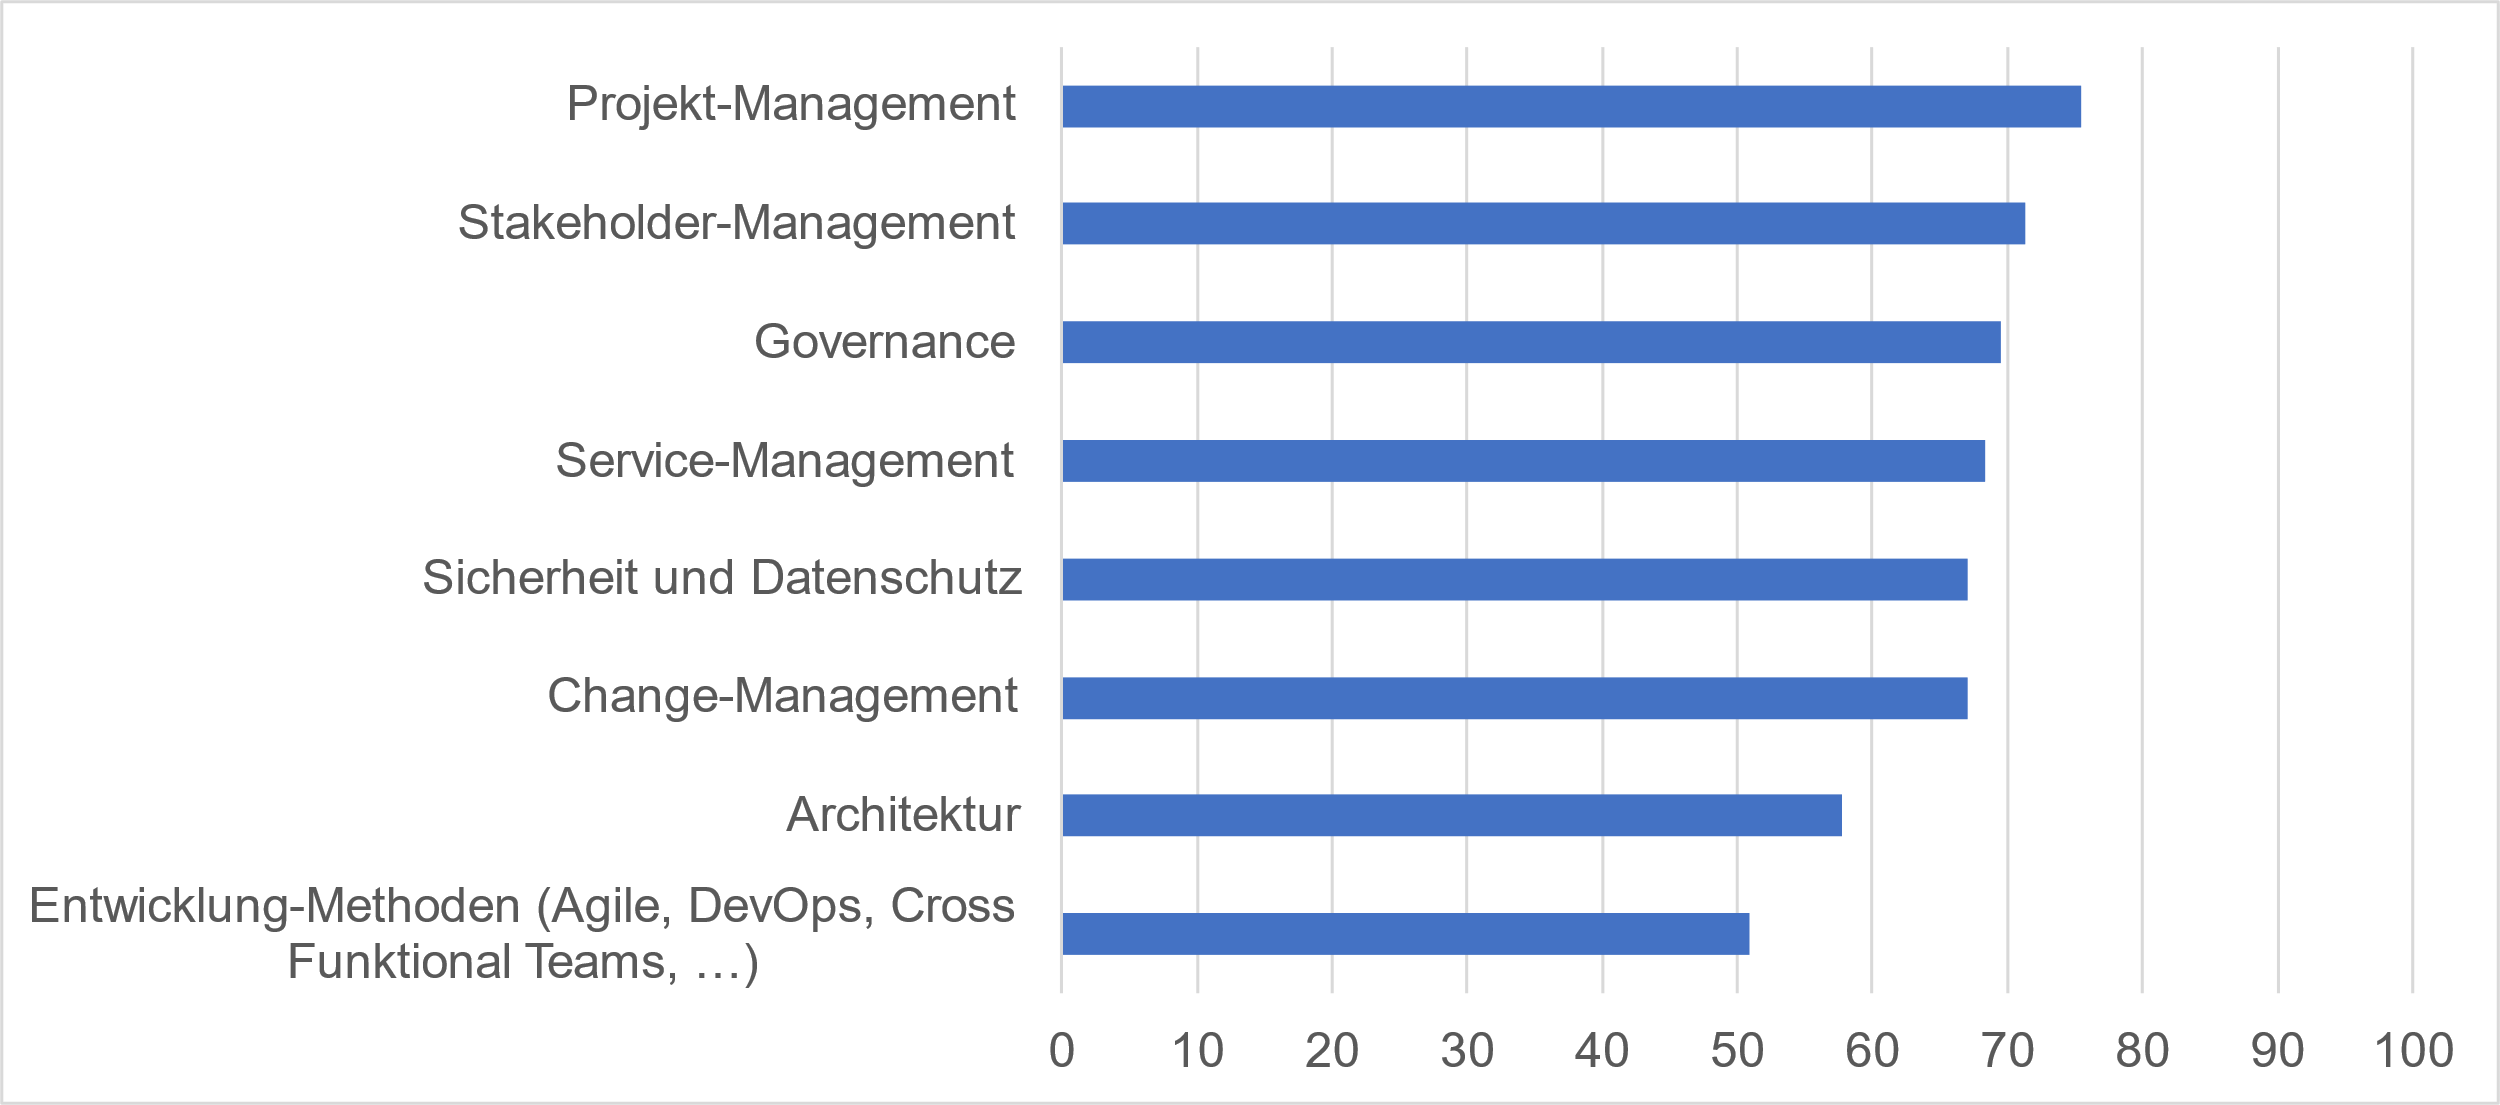 Projekt-Management
Stakeholder-Management
Governance
Service-Management
Sicherheit und Datenschutz
Change-Management
Architektur
Entwicklung-Methoden (Agile, DevOps, Cross
Funktional Teams, …)
0 10 20 30 40 50 60 70 80 90 100